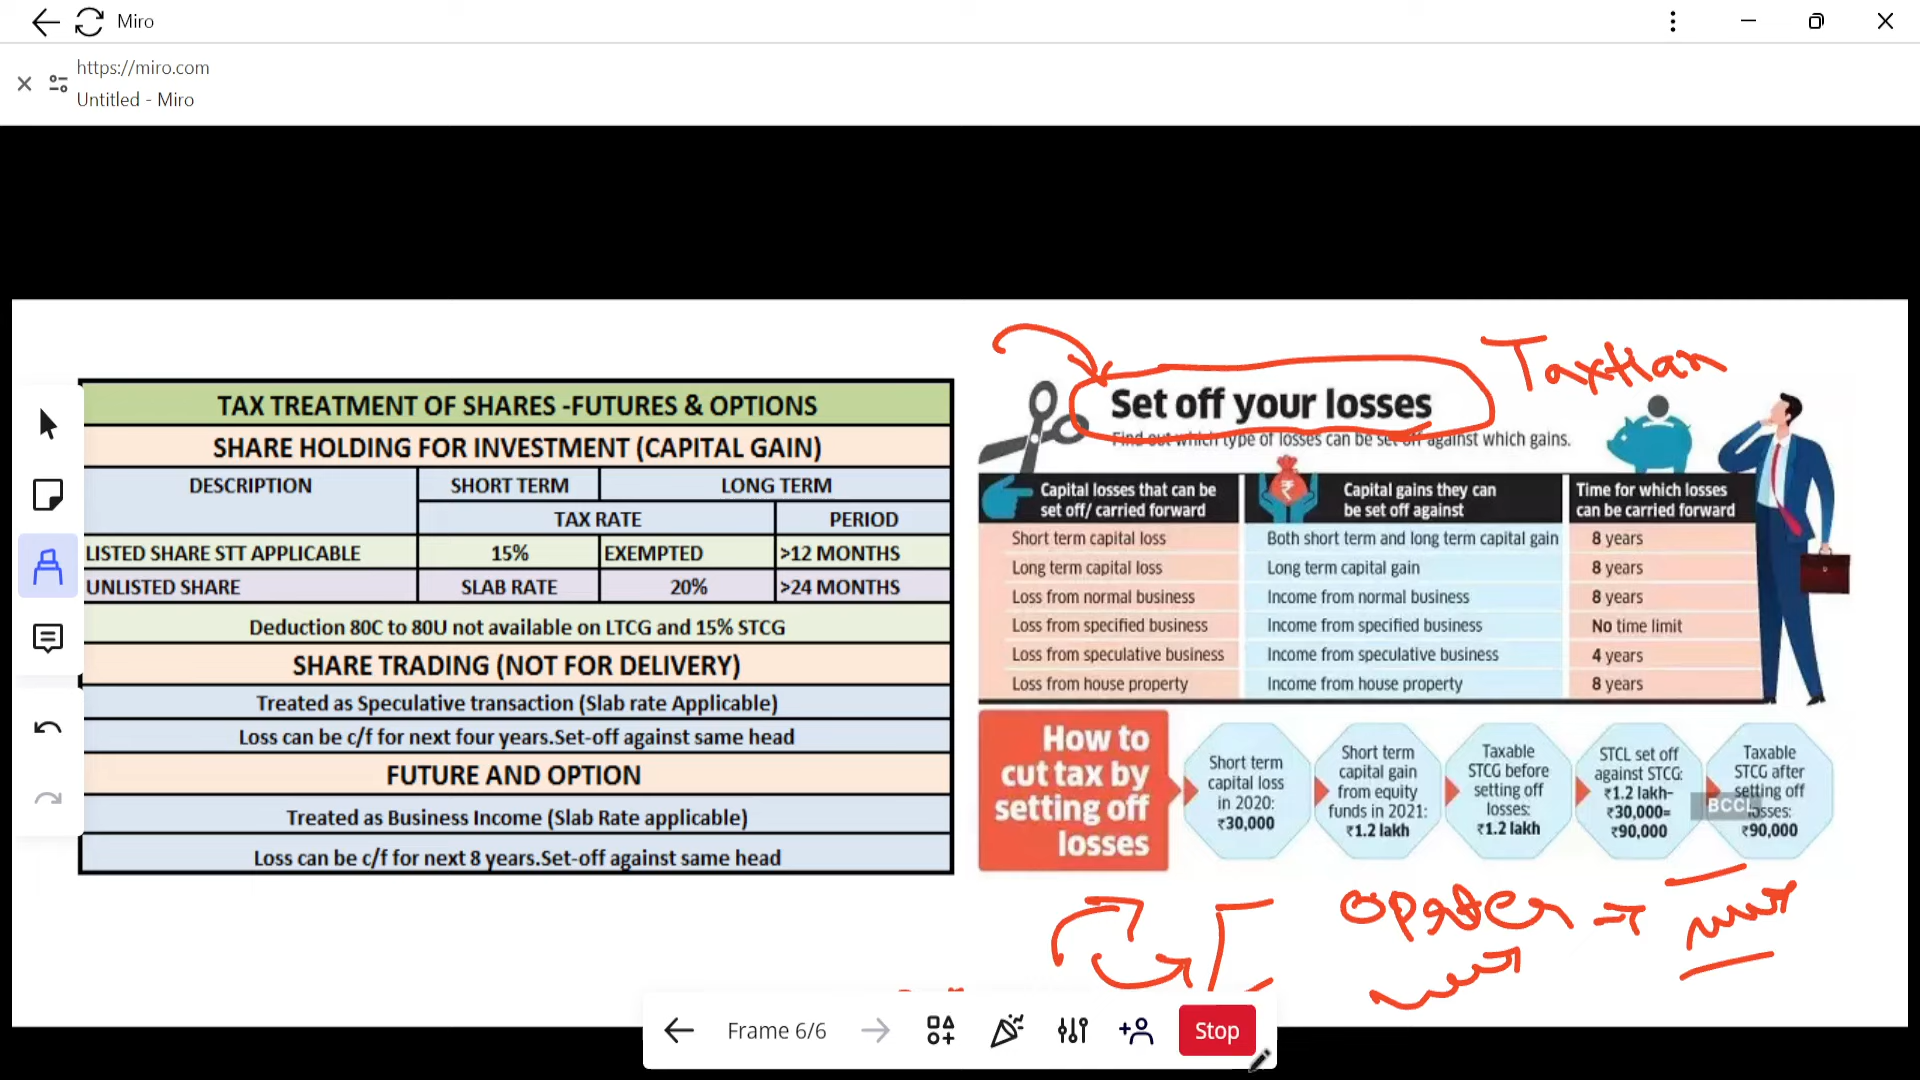 Miro
https://miro.com
Untitled - Miro
TAX TREATMENT OF SHARES -FUTURES & OPTIONS
SHARE HOLDING FOR INVESTMENT (CAPITAL GAIN)
DESCRIPTION SHORT TERM LONG TERM
TAX RATE PERIOD
LISTED SHARE STT APPLICABLE 15% EXEMPTED >12 MONTHS
UNLISTED SHARE SLAB RATE 20% >24 MONTHS
Deduction 80C to 80U not available on LTCG and 15% STCG
SHARE TRADING (NOT FOR DELIVERY)
Treated as Speculative transaction (Slab rate Applicable)
Loss can be c/f for next four years.Set-off against same head
FUTURE AND OPTION
Treated as Business Income (Slab Rate applicable)
Loss can be c/f for next 8 years.Set-off against same head
Set off your losses
Find out which type of losses can be set off against which gains.
Capital losses that can be
set off/ carried forward
Capital gains they can
be set off against
Time for which losses
can be carried forward
Short term capital loss Both short term and long term capital gain 8 years
Long term capital loss Long term capital gain 8 years
Loss from normal business Income from normal business 8 years
Loss from specified business Income from specified business No time limit
Loss from speculative business Income from speculative business 4 years
Loss from house property Income from house property 8 years
How to
cut tax by
setting off
losses
Short term
capital loss
in 2020:
₹30,000
Short term
capital gain
from equity
funds in 2021:
₹1.2 lakh
Taxable
STCG before
setting off
losses:
₹1.2 lakh
STCL set off
against STCG:
₹1.2 lakh-
₹30,000=
₹90,000
Taxable
STCG after
setting off
losses:
₹90,000
BCCL
Frame 6/6
Stop